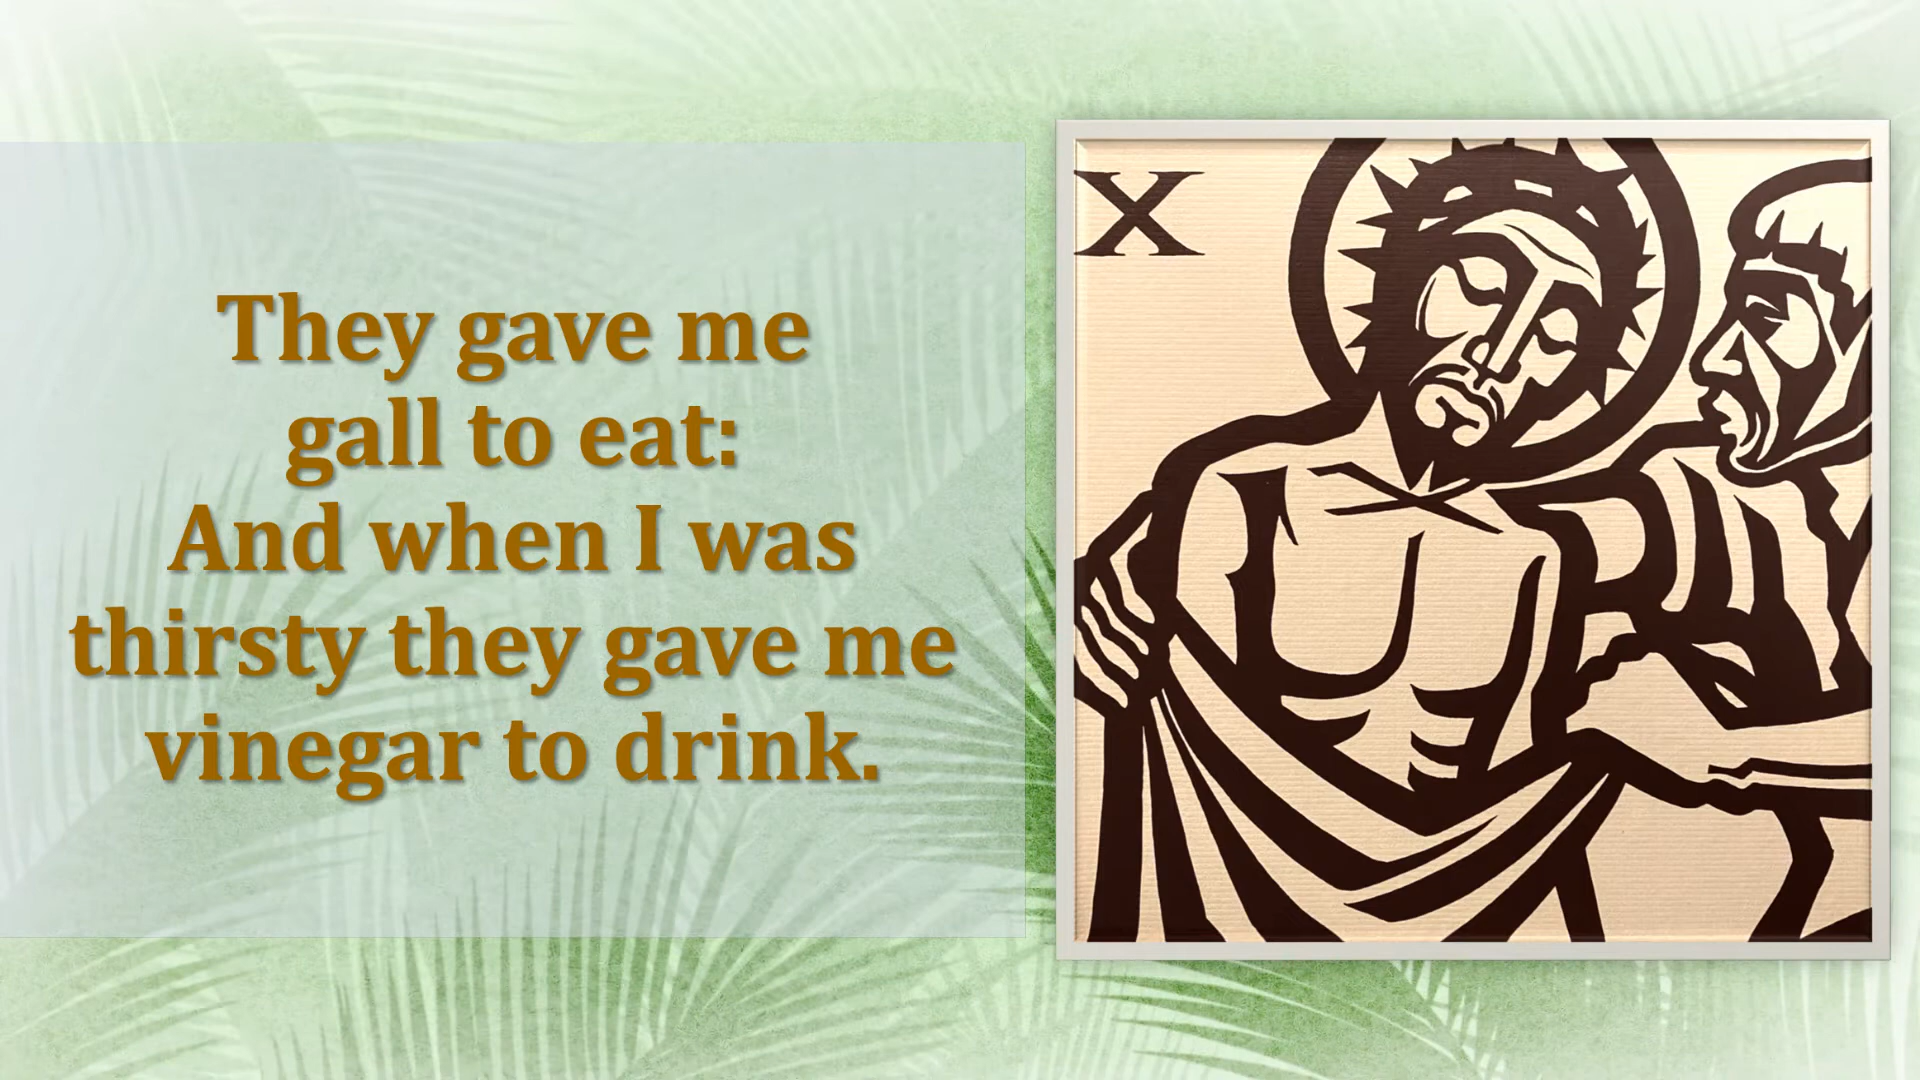 They gave me
gall to eat:
And when I was
thirsty they gave me
vinegar to drink.
X